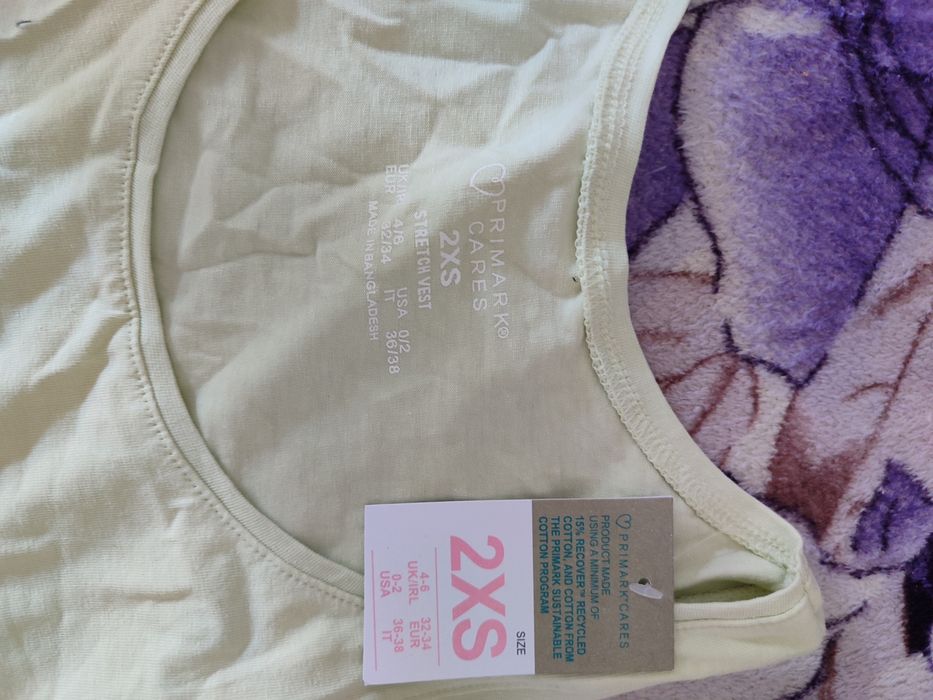 PRIMARK®
CARES
2XS
STRETCH VEST
UK/IRL 4/6 USA 0/2
EUR 32/34 IT 36/38
MADE IN BANGLADESH
PRIMARK CARES
PRODUCT MADE
USING A MINIMUM OF
15% RECOVER™ RECYCLED
COTTON, AND COTTON FROM
THE PRIMARK SUSTAINABLE
COTTON PROGRAM
SIZE
2XS
4-6 32-34
UK/IRL EUR
0-2 36-38
USA IT